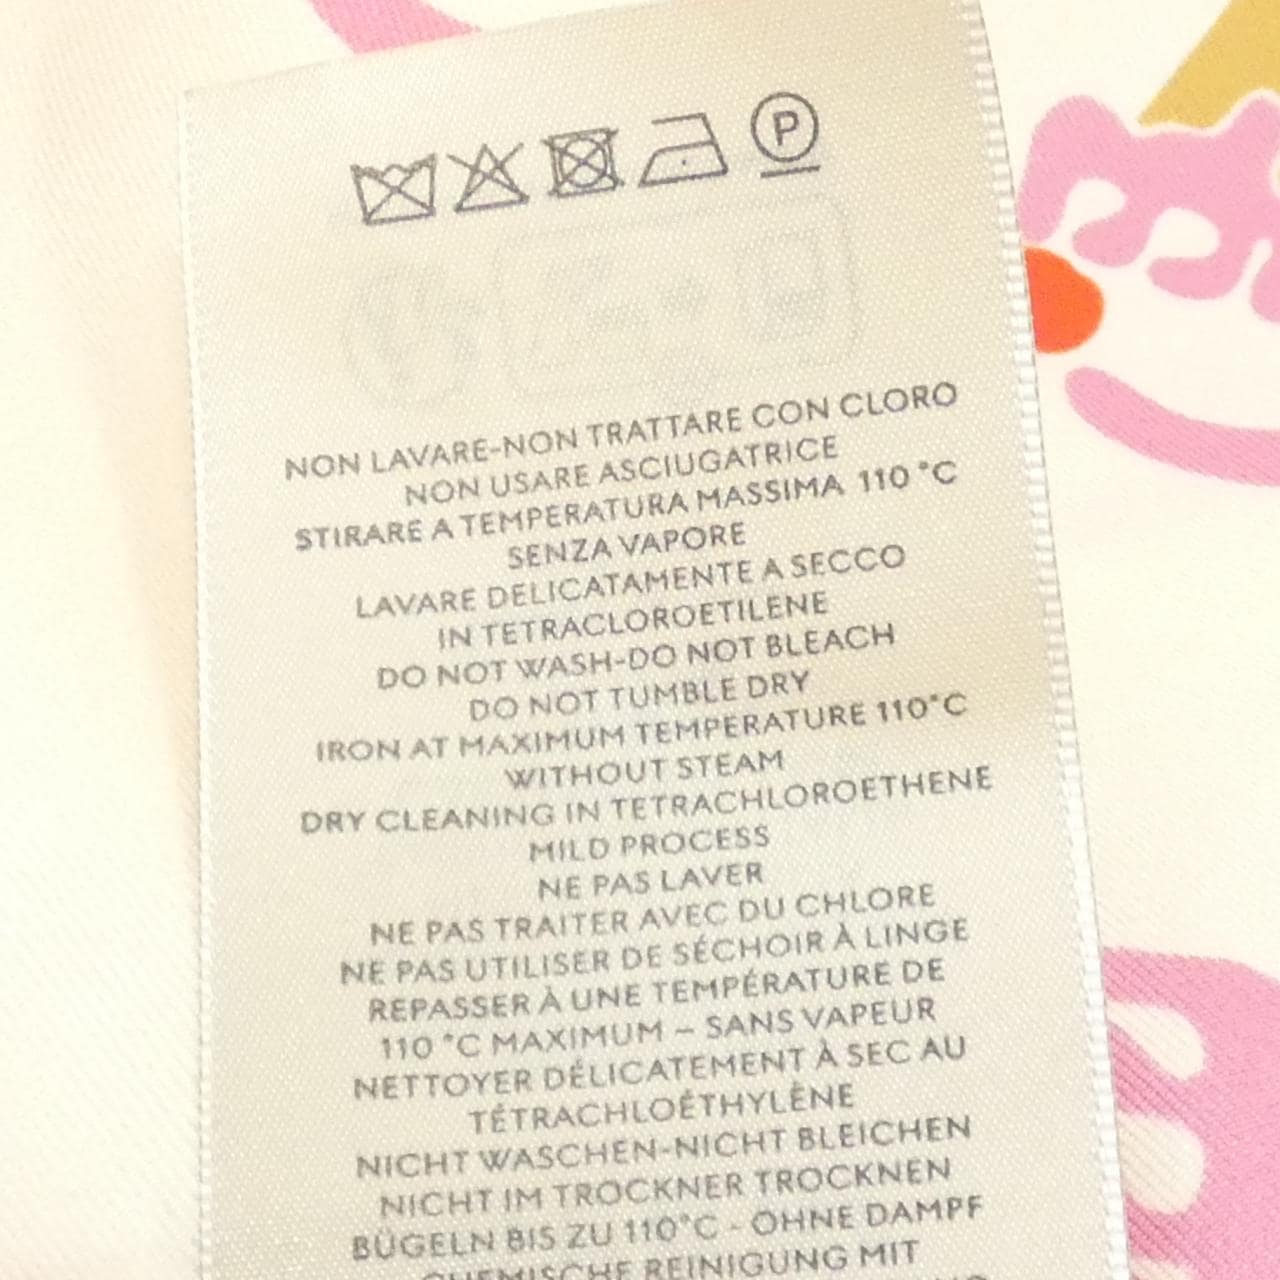 P
NON LAVARE-NON TRATTARE CON CLORO
NON USARE ASCIUGATRICE
STIRARE A TEMPERATURA MASSIMA 110 °C
SENZA VAPORE
LAVARE DELICATAMENTE A SECCO
IN TETRACLOROETILENE
DO NOT WASH-DO NOT BLEACH
DO NOT TUMBLE DRY
IRON AT MAXIMUM TEMPERATURE 110°C
WITHOUT STEAM
DRY CLEANING IN TETRACHLOROETHENE
MILD PROCESS
NE PAS LAVER
NE PAS TRAITER AVEC DU CHLORE
NE PAS UTILISER DE SÉCHOIR À LINGE
REPASSER À UNE TEMPÉRATURE DE
110 °C MAXIMUM – SANS VAPEUR
NETTOYER DÉLICATEMENT À SEC AU
TÉTRACHLOÉTHYLÈNE
NICHT WASCHEN-NICHT BLEICHEN
NICHT IM TROCKNER TROCKNEN
BÜGELN BIS ZU 110°C - OHNE DAMPF
CHEMISCHE REINIGUNG MIT